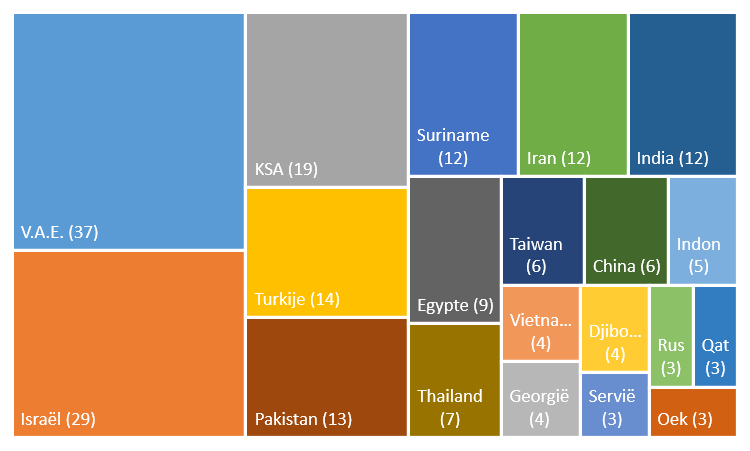 V.A.E. (37)
Israël (29)
KSA (19)
Turkije (14)
Pakistan (13)
Suriname
(12)
Iran (12)
India (12)
Egypte (9)
Thailand
(7)
Taiwan
(6)
China (6)
Indon
(5)
Vietna...
(4)
Georgië
(4)
Djibo...
(4)
Servië
(3)
Rus
(3)
Qat
(3)
Oek (3)